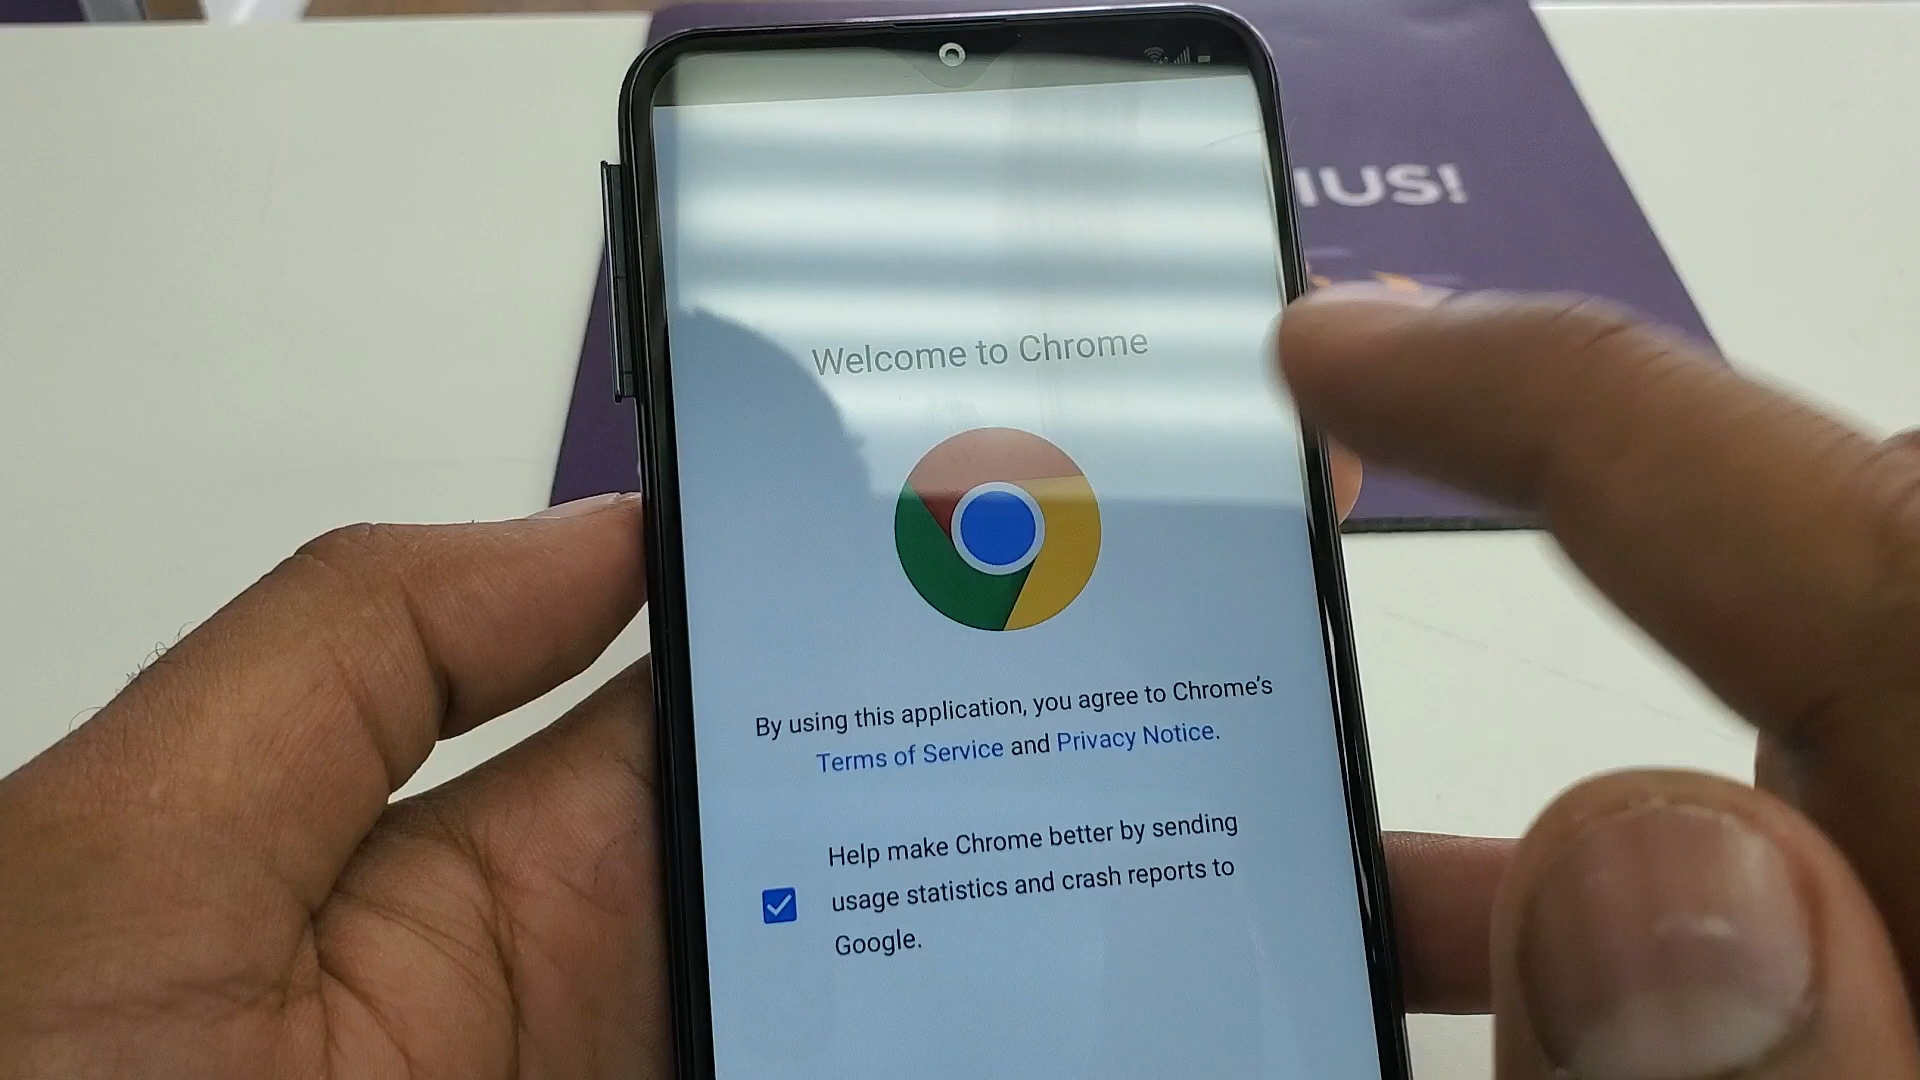 IUS!
Welcome to Chrome
By using this application, you agree to Chrome's
Terms of Service and Privacy Notice.
Help make Chrome better by sending
usage statistics and crash reports to
Google.